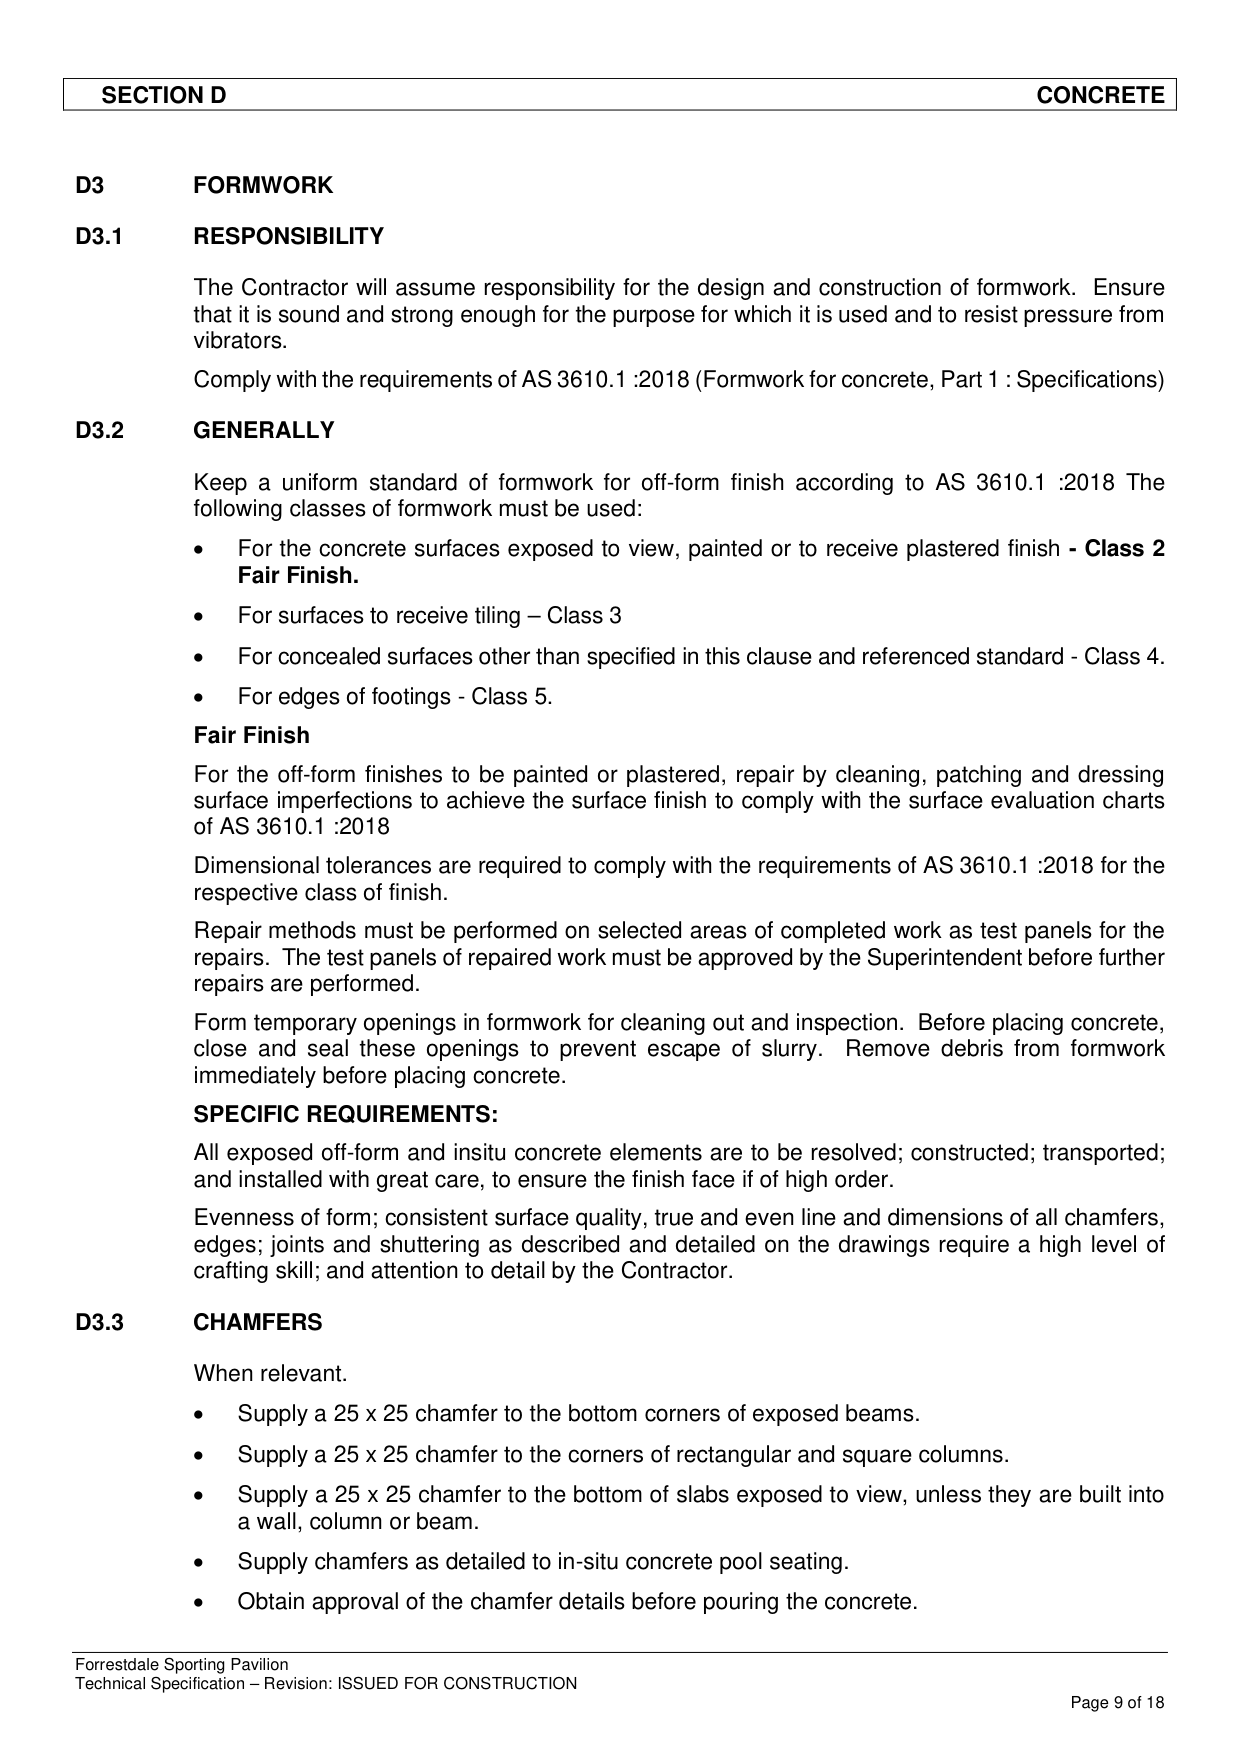 SECTION D CONCRETE
D3 FORMWORK
D3.1 RESPONSIBILITY
The Contractor will assume responsibility for the design and construction of formwork. Ensure
that it is sound and strong enough for the purpose for which it is used and to resist pressure from
vibrators.
Comply with the requirements of AS 3610.1 :2018 (Formwork for concrete, Part 1 : Specifications)
D3.2 GENERALLY
Keep a uniform standard of formwork for off-form finish according to AS 3610.1 :2018 The
following classes of formwork must be used:
• For the concrete surfaces exposed to view, painted or to receive plastered finish - Class 2
Fair Finish.
• For surfaces to receive tiling – Class 3
• For concealed surfaces other than specified in this clause and referenced standard - Class 4.
• For edges of footings - Class 5.
Fair Finish
For the off-form finishes to be painted or plastered, repair by cleaning, patching and dressing
surface imperfections to achieve the surface finish to comply with the surface evaluation charts
of AS 3610.1 :2018
Dimensional tolerances are required to comply with the requirements of AS 3610.1 :2018 for the
respective class of finish.
Repair methods must be performed on selected areas of completed work as test panels for the
repairs. The test panels of repaired work must be approved by the Superintendent before further
repairs are performed.
Form temporary openings in formwork for cleaning out and inspection. Before placing concrete,
close and seal these openings to prevent escape of slurry. Remove debris from formwork
immediately before placing concrete.
SPECIFIC REQUIREMENTS:
All exposed off-form and insitu concrete elements are to be resolved; constructed; transported;
and installed with great care, to ensure the finish face if of high order.
Evenness of form; consistent surface quality, true and even line and dimensions of all chamfers,
edges; joints and shuttering as described and detailed on the drawings require a high level of
crafting skill; and attention to detail by the Contractor.
D3.3 CHAMFERS
When relevant.
• Supply a 25 x 25 chamfer to the bottom corners of exposed beams.
• Supply a 25 x 25 chamfer to the corners of rectangular and square columns.
• Supply a 25 x 25 chamfer to the bottom of slabs exposed to view, unless they are built into
a wall, column or beam.
• Supply chamfers as detailed to in-situ concrete pool seating.
• Obtain approval of the chamfer details before pouring the concrete.
Forrestdale Sporting Pavilion
Technical Specification – Revision: ISSUED FOR CONSTRUCTION
Page 9 of 18